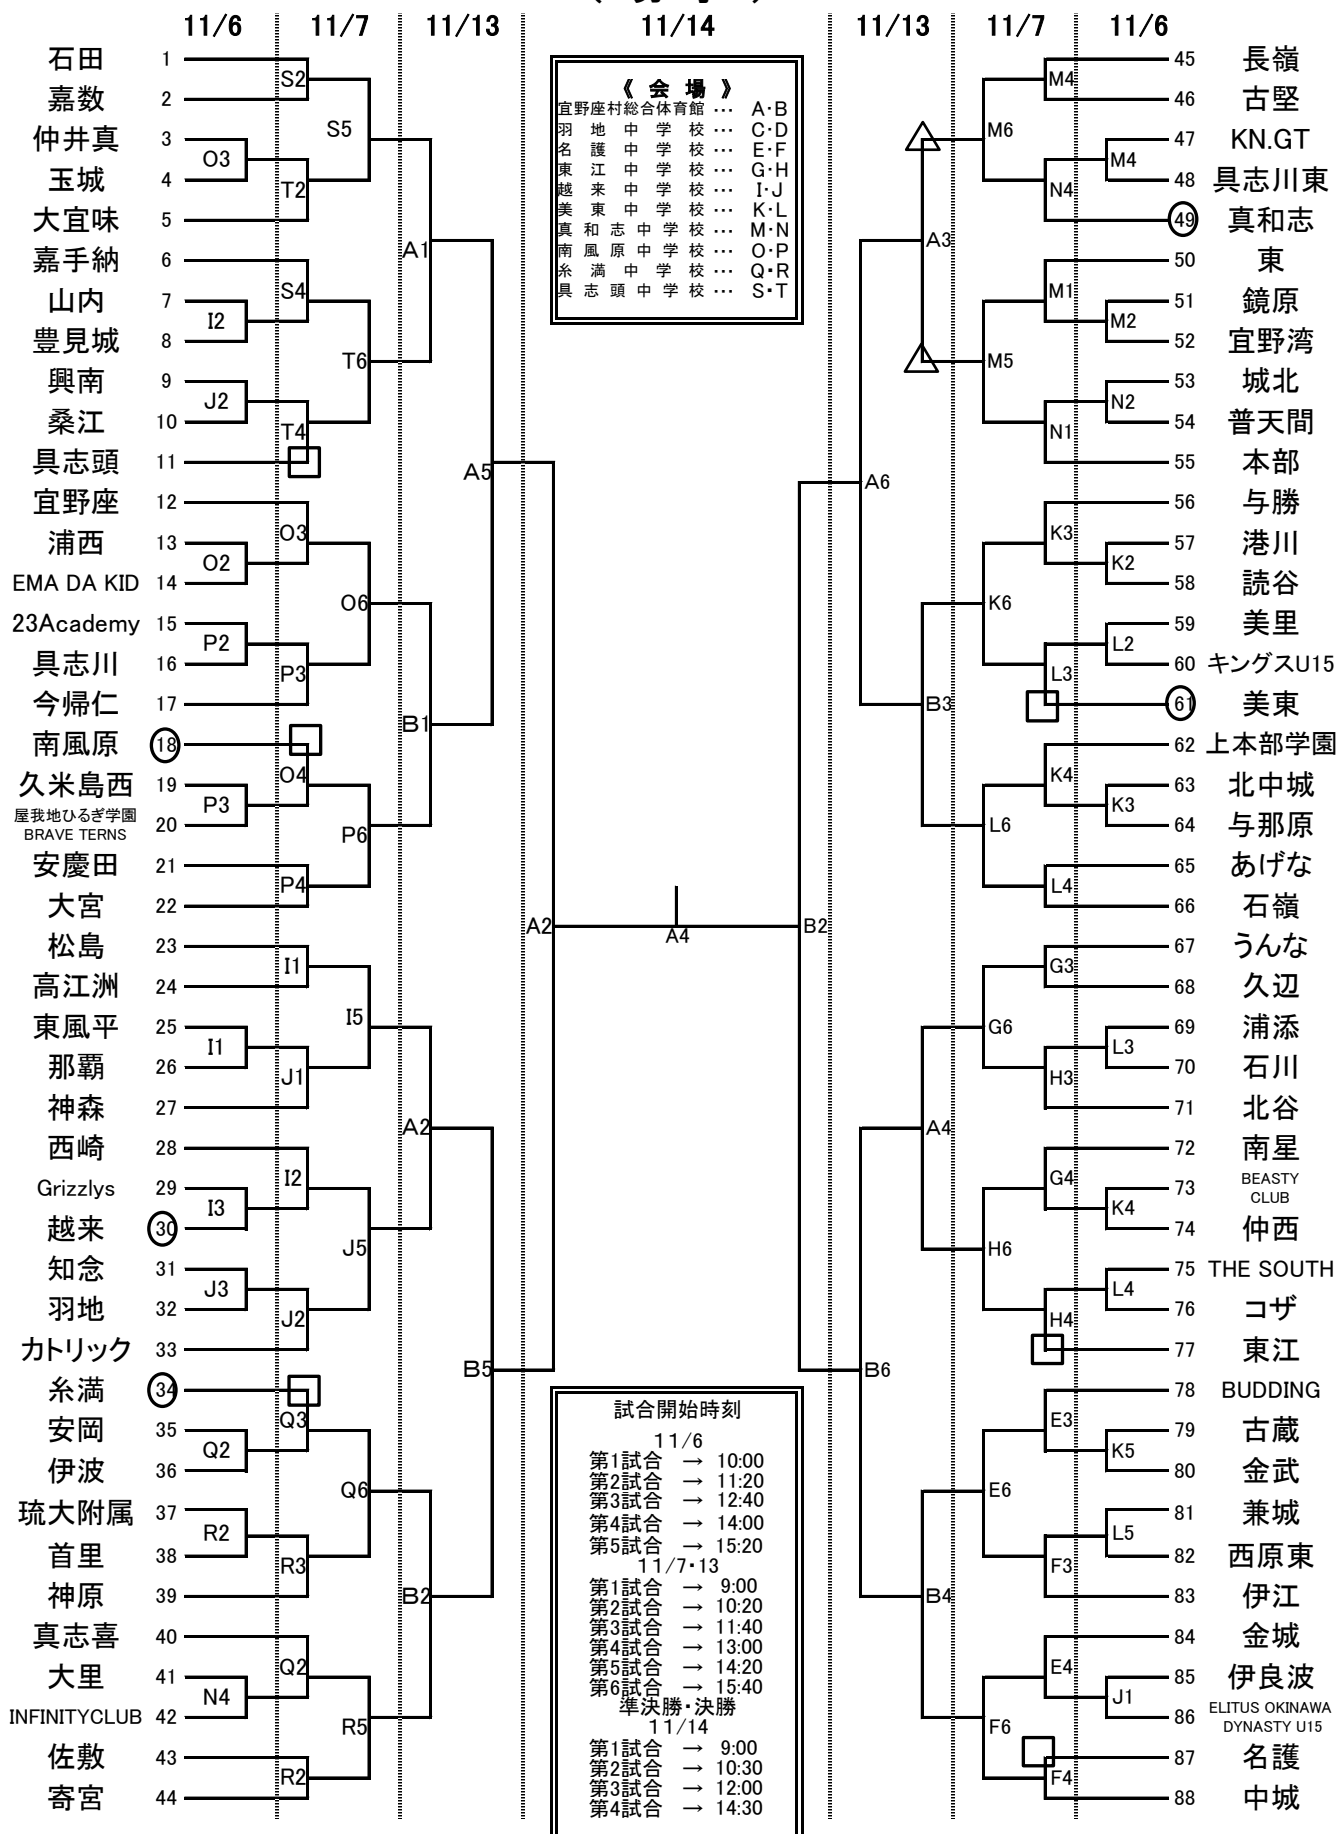 11/6 11/7 11/13 11/14 11/13 11/7 11/6
《 会 場 》
宜野座村総合体育館 … A・B
羽地中学校 … C・D
名護中学校 … E・F
東江中学校 … G・H
越来中学校 … I・J
美東中学校 … K・L
真和志中学校 … M・N
南風原中学校 … O・P
糸満中学校 … Q・R
具志頭中学校 … S・T
石田 1
嘉数 2
仲井真 3
玉城 4
大宜味 5
嘉手納 6
山内 7
豊見城 8
興南 9
桑江 10
具志頭 11
宜野座 12
浦西 13
EMA DA KID 14
23Academy 15
具志川 16
今帰仁 17
南風原 18
久米島西 19
屋我地ひるぎ学園
BRAVE TERNS 20
安慶田 21
大宮 22
松島 23
高江洲 24
東風平 25
那覇 26
神森 27
西崎 28
Grizzlys 29
越来 30
知念 31
羽地 32
カトリック 33
糸満 34
安岡 35
伊波 36
琉大附属 37
首里 38
神原 39
真志喜 40
大里 41
INFINITYCLUB 42
佐敷 43
寄宮 44
O3
I2
J2
O2
P2
P3
I1
I3
J3
Q2
R2
N4
S2
T2
S4
T4
O3
P3
O4
P4
I1
J1
I2
J2
Q3
R3
Q2
R2
S5
T6
O6
P6
I5
J5
Q6
R5
A1
B1
A2
B2
A5
B5
A2
A4
B2
A6
B6
A3
B3
A4
B4
M6
M5
K6
L6
G6
H6
E6
F6
M4
N4
M1
N1
K3
L3
K4
L4
G3
H3
G4
H4
E3
F3
E4
F4
M4
M2
N2
K2
L2
K3
L3
K4
L4
K5
L5
J1
45 長嶺
46 古堅
47 KN.GT
48 具志川東
49 真和志
50 東
51 鏡原
52 宜野湾
53 城北
54 普天間
55 本部
56 与勝
57 港川
58 読谷
59 美里
60 キングスU15
61 美東
62 上本部学園
63 北中城
64 与那原
65 あげな
66 石嶺
67 うんな
68 久辺
69 浦添
70 石川
71 北谷
72 南星
73 BEASTY
CLUB
74 仲西
75 THE SOUTH
76 コザ
77 東江
78 BUDDING
79 古蔵
80 金武
81 兼城
82 西原東
83 伊江
84 金城
85 伊良波
86 ELITUS OKINAWA
DYNASTY U15
87 名護
88 中城
試合開始時刻
11/6
第1試合 → 10:00
第2試合 → 11:20
第3試合 → 12:40
第4試合 → 14:00
第5試合 → 15:20
11/7・13
第1試合 → 9:00
第2試合 → 10:20
第3試合 → 11:40
第4試合 → 13:00
第5試合 → 14:20
第6試合 → 15:40
準決勝・決勝
11/14
第1試合 → 9:00
第2試合 → 10:30
第3試合 → 12:00
第4試合 → 14:30